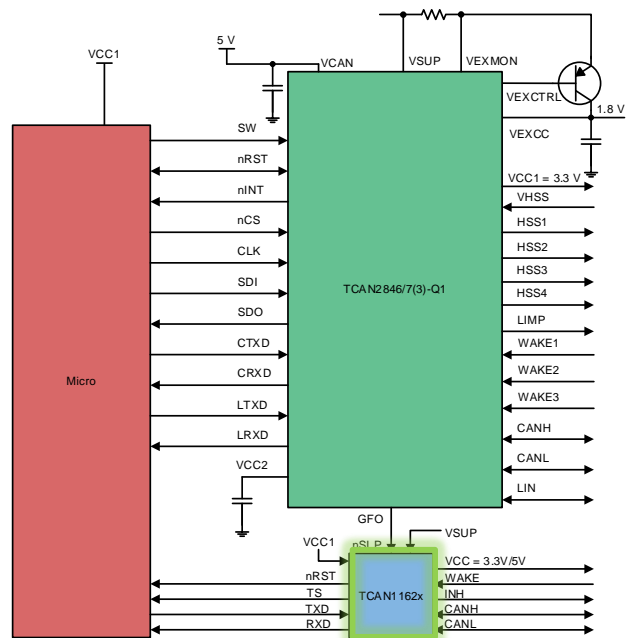 5 V
VCC1
VCAN
VSUP
VEXMON
VEXCTRL
1.8 V
VEXCC
SW
nRST
nINT
nCS
CLK
SDI
SDO
CTXD
CRXD
LTXD
LRXD
VCC2
Micro
TCAN2846/7(3)-Q1
VCC1 = 3.3 V
VHSS
HSS1
HSS2
HSS3
HSS4
LIMP
WAKE1
WAKE2
WAKE3
CANH
CANL
LIN
GFO
VSUP
nSLP
VCC1
nRST
TS
TXD
RXD
TCAN1162x
VCC = 3.3V/5V
WAKE
INH
CANH
CANL